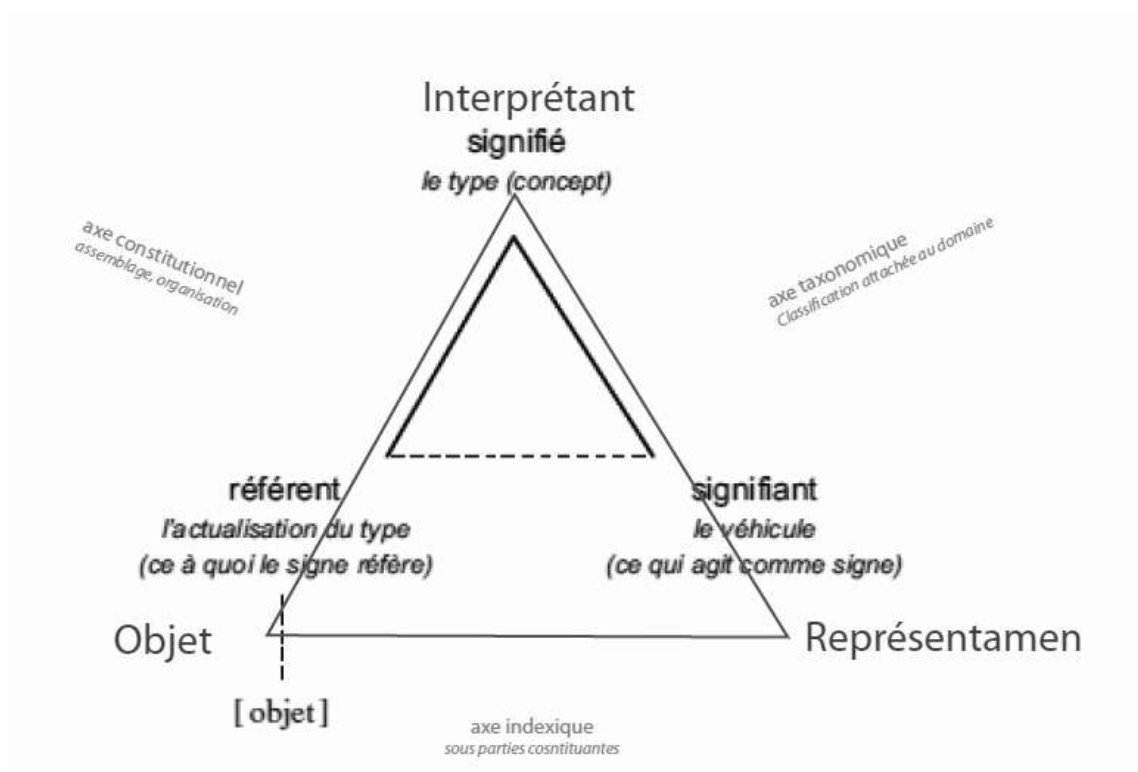 Interprétant
signifié
le type (concept)
axe constitutionnel
assemblage, organisation
axe taxonomique
Classification attachée au domaine
référent
l'actualisation du type
(ce à quoi le signe réfère)
signifiant
le véhicule
(ce qui agit comme signe)
Objet
Représentamen
[ objet ]
axe indexique
sous parties cosntituantes